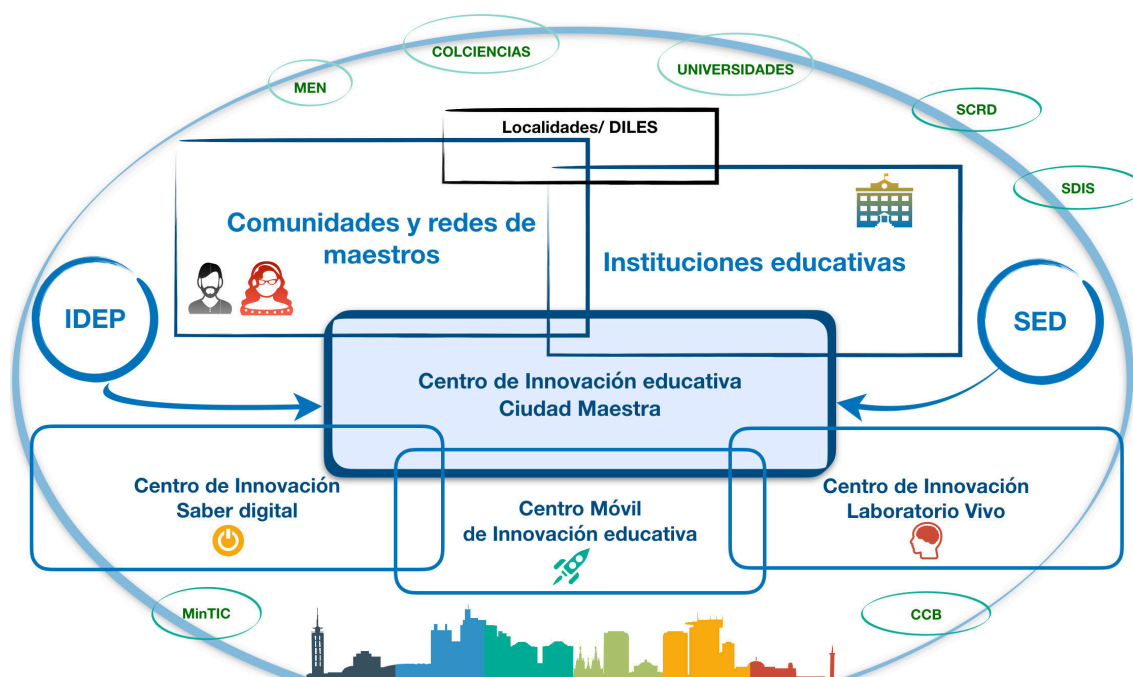 COLCIENCIAS
UNIVERSIDADES
MEN
SCRD
Localidades/ DILES
SDIS
Comunidades y redes de
maestros
Instituciones educativas
IDEP
SED
Centro de Innovación educativa
Ciudad Maestra
Centro de Innovación
Saber digital
Centro Móvil
de Innovación educativa
Centro de Innovación
Laboratorio Vivo
MinTIC
CCB